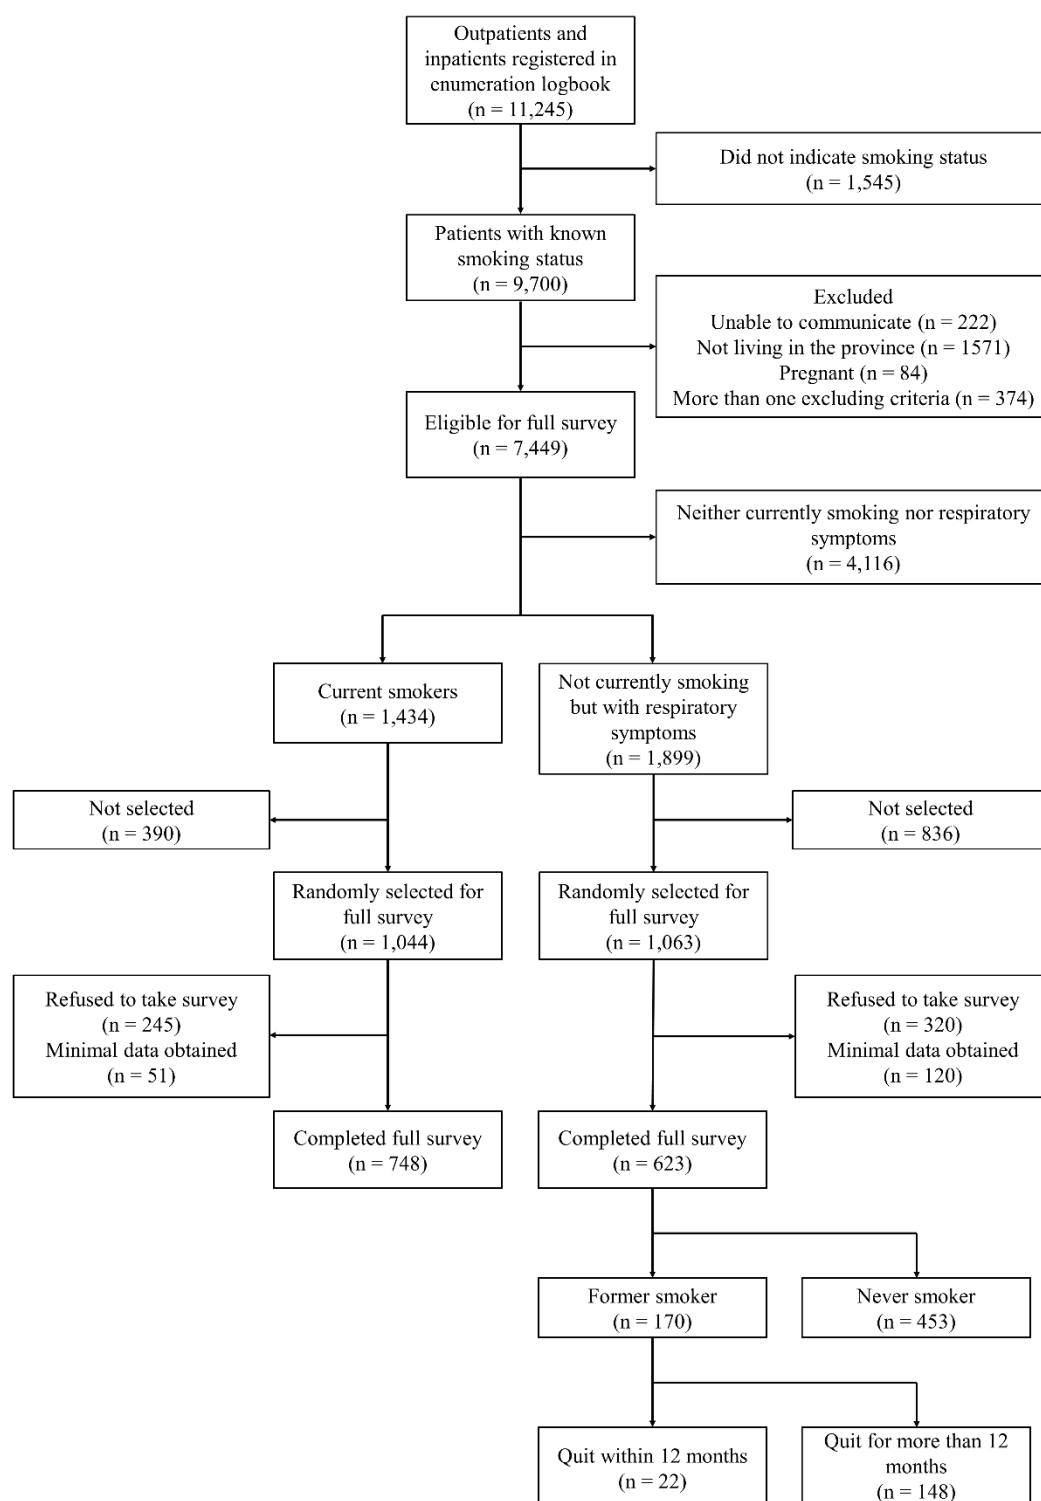 Outpatients and
inpatients registered in
enumeration logbook
(n = 11,245)
Did not indicate smoking status
(n = 1,545)
Patients with known
smoking status
(n = 9,700)
Excluded
Unable to communicate (n = 222)
Not living in the province (n = 1571)
Pregnant (n = 84)
More than one excluding criteria (n = 374)
Eligible for full survey
(n = 7,449)
Neither currently smoking nor respiratory
symptoms
(n = 4,116)
Current smokers
(n = 1,434)
Not currently smoking
but with respiratory
symptoms
(n = 1,899)
Not selected
(n = 390)
Not selected
(n = 836)
Randomly selected for
full survey
(n = 1,044)
Randomly selected for
full survey
(n = 1,063)
Refused to take survey
(n = 245)
Minimal data obtained
(n = 51)
Refused to take survey
(n = 320)
Minimal data obtained
(n = 120)
Completed full survey
(n = 748)
Completed full survey
(n = 623)
Former smoker
(n = 170)
Never smoker
(n = 453)
Quit within 12 months
(n = 22)
Quit for more than 12
months
(n = 148)